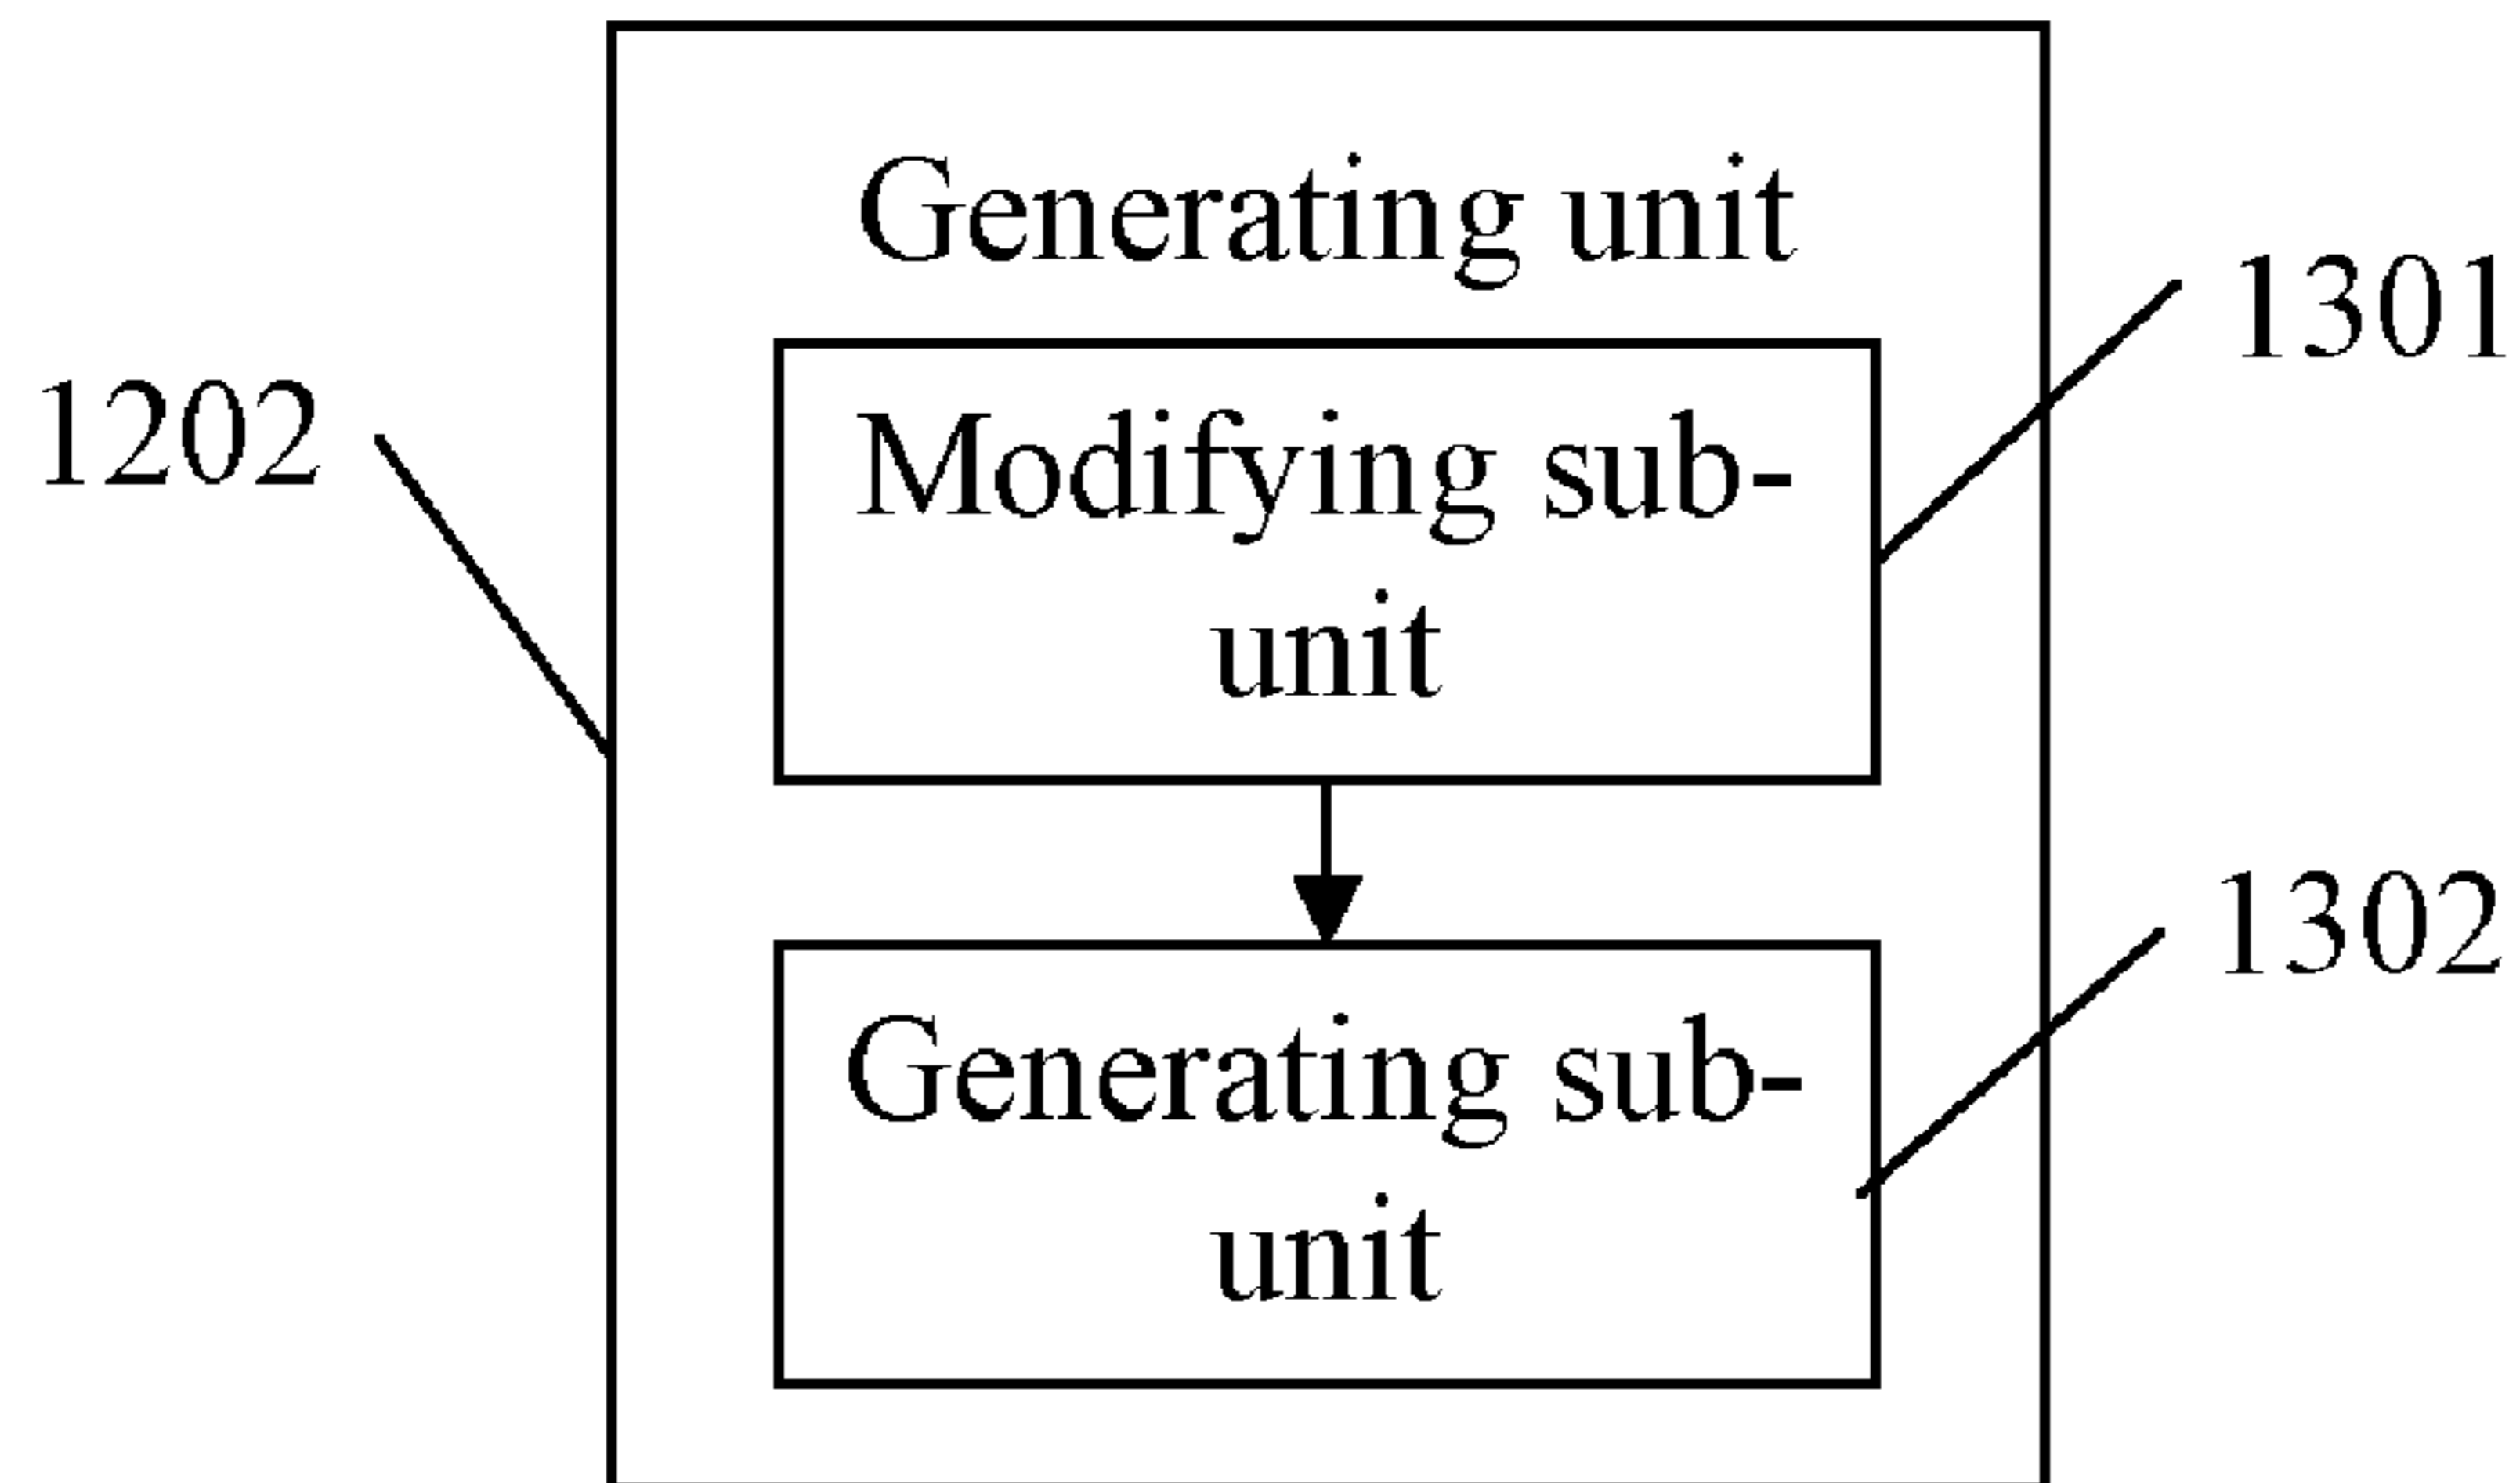 Generating unit
1301
1202
Modifying sub-
unit
1302
Generating sub-
unit